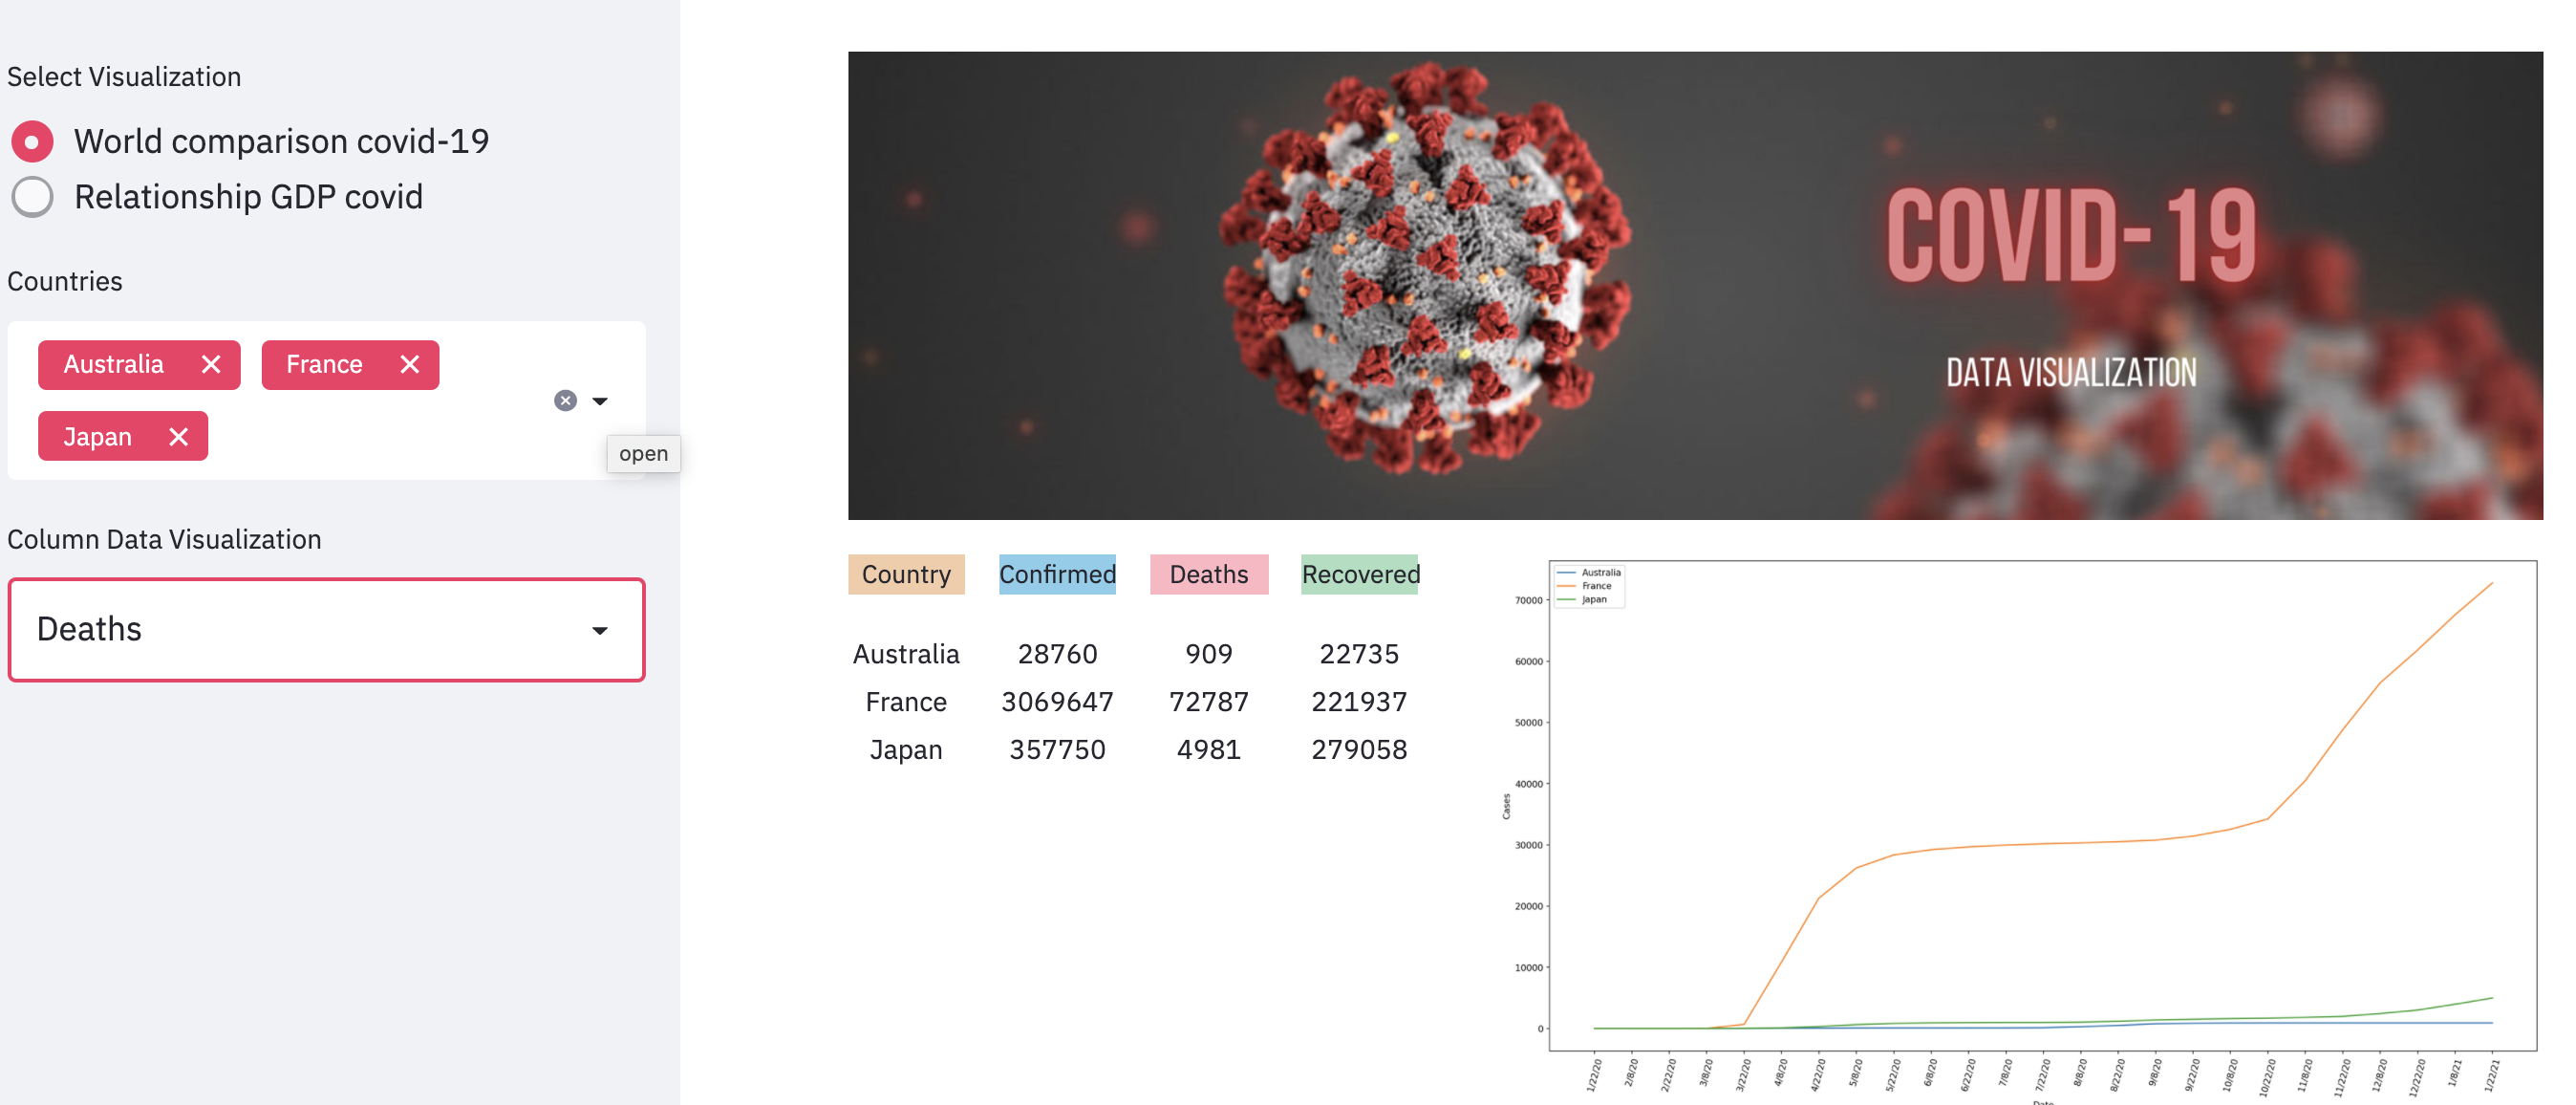 Select Visualization
World comparison covid-19
Relationship GDP covid
Countries
Australia
France
Japan
open
Column Data Visualization
Deaths
COVID-19
DATA VISUALIZATION
Country Confirmed Deaths Recovered
Australia 28760 909 22735
France 3069647 72787 221937
Japan 357750 4981 279058
Australia
France
Japan
70000
60000
50000
40000
30000
20000
10000
0
Cases
1/22/20 2/8/20 2/22/20 3/8/20 3/22/20 4/8/20 4/22/20 5/8/20 5/22/20 6/8/20 6/22/20 7/8/20 7/22/20 8/8/20 8/22/20 9/8/20 9/22/20 10/8/20 10/22/20 11/8/20 11/22/20 12/8/20 12/22/20 1/8/21 1/22/21
Date